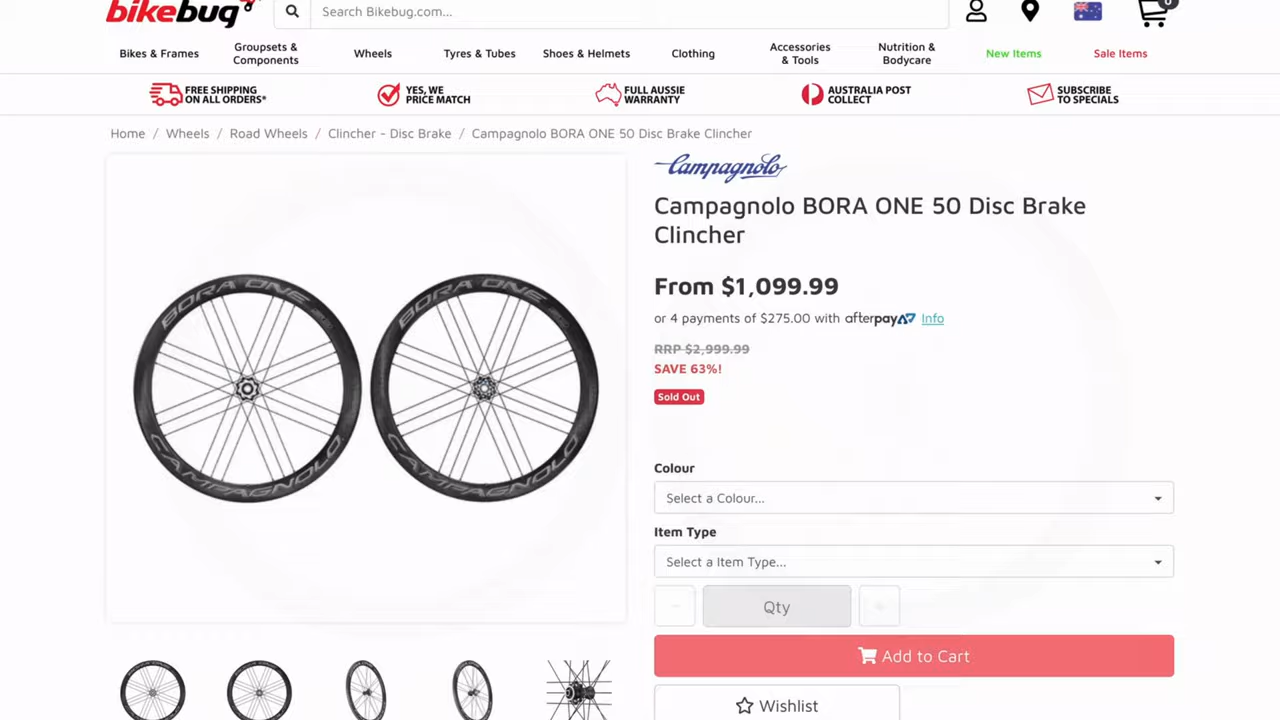 bikebug
Search Bikebug.com...
0
Bikes & Frames
Groupsets &
Components
Wheels
Tyres & Tubes
Shoes & Helmets
Clothing
Accessories
& Tools
Nutrition &
Bodycare
New Items
Sale Items
FREE SHIPPING
ON ALL ORDERS*
YES, WE
PRICE MATCH
FULL AUSSIE
WARRANTY
AUSTRALIA POST
COLLECT
SUBSCRIBE
TO SPECIALS
Home / Wheels / Road Wheels / Clincher - Disc Brake / Campagnolo BORA ONE 50 Disc Brake Clincher
BORA ONE
CAMPAGNOLO
BORA ONE
CAMPAGNOLO
Campagnolo
Campagnolo BORA ONE 50 Disc Brake
Clincher
From $1,099.99
or 4 payments of $275.00 with afterpay Info
RRP $2,999.99
SAVE 63%!
Sold Out
Colour
Select a Colour...
Item Type
Select a Item Type...
- Qty +
Add to Cart
Wishlist